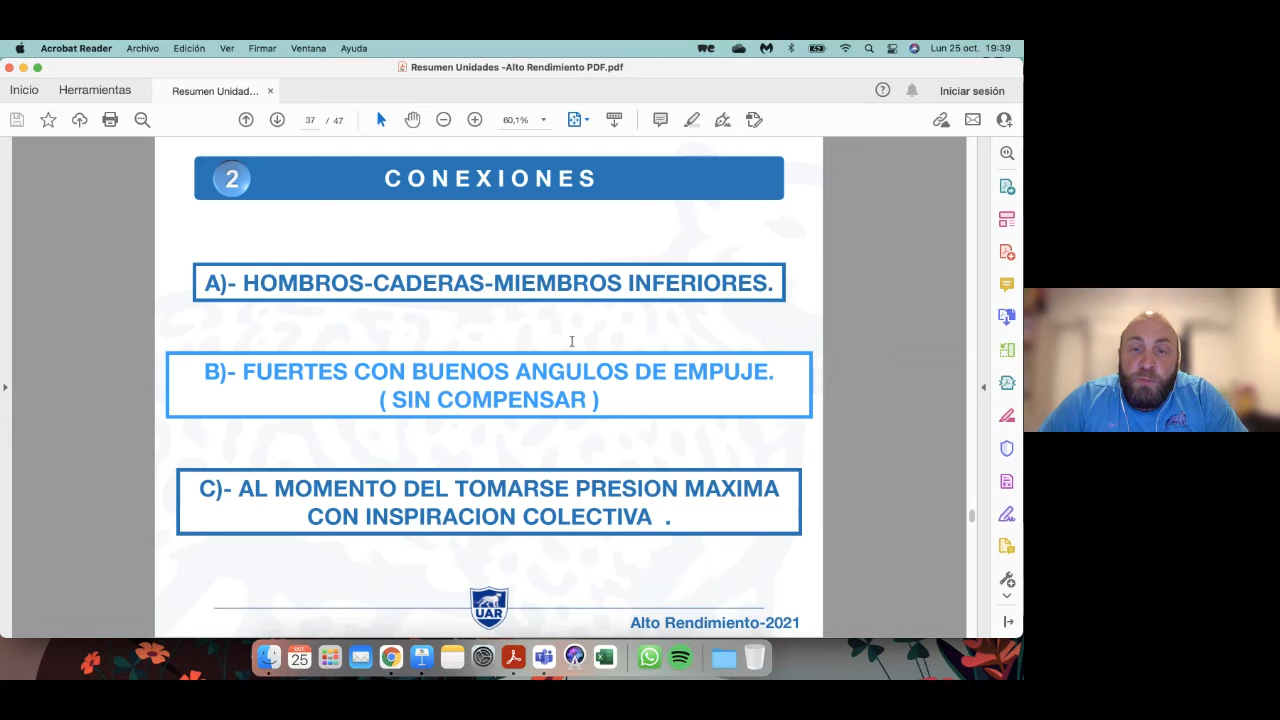 Acrobat Reader Archivo Edición Ver Firmar Ventana Ayuda Lun 25 oct. 19:39
Resumen Unidades -Alto Rendimiento PDF.pdf
Inicio Herramientas Resumen Unidad... × Iniciar sesión
37 / 47 60,1%
2 CONEXIONES
A)- HOMBROS-CADERAS-MIEMBROS INFERIORES.
B)- FUERTES CON BUENOS ANGULOS DE EMPUJE.
( SIN COMPENSAR )
C)- AL MOMENTO DEL TOMARSE PRESION MAXIMA
CON INSPIRACION COLECTIVA .
UAR
Alto Rendimiento-2021
OCT.
25